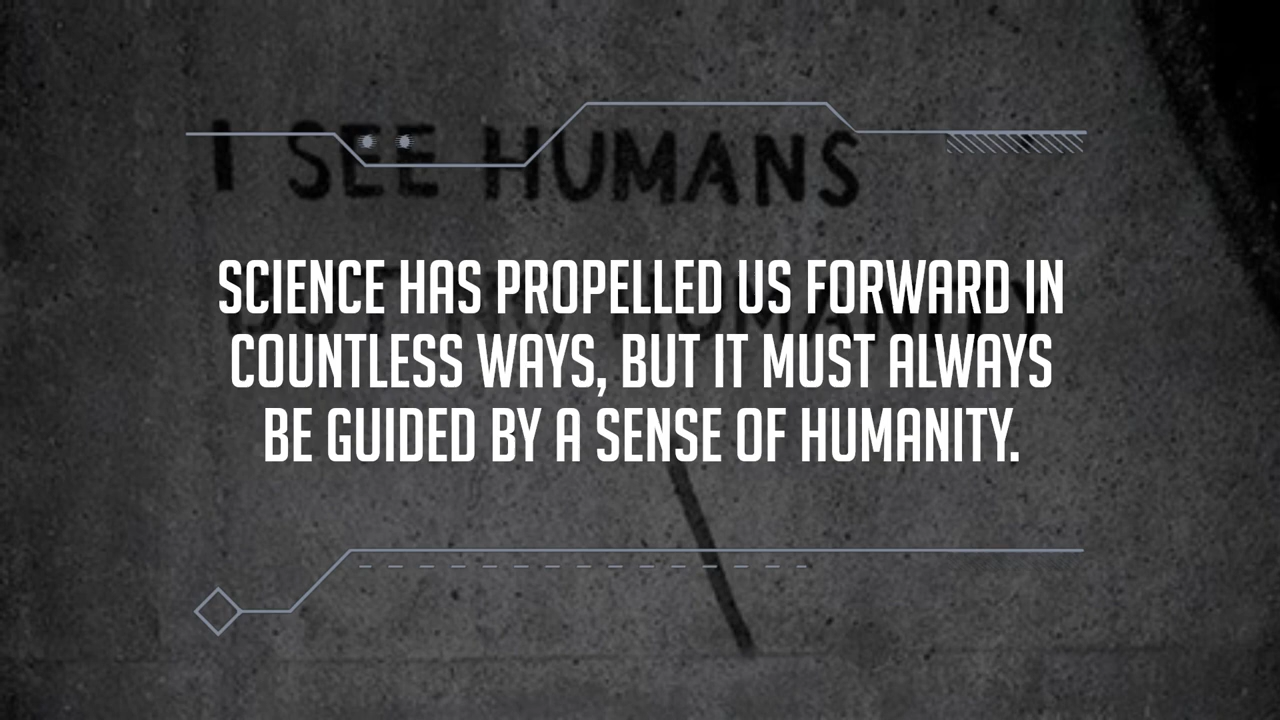 I SEE HUMANS
SCIENCE HAS PROPELLED US FORWARD IN
COUNTLESS WAYS, BUT IT MUST ALWAYS
BE GUIDED BY A SENSE OF HUMANITY.